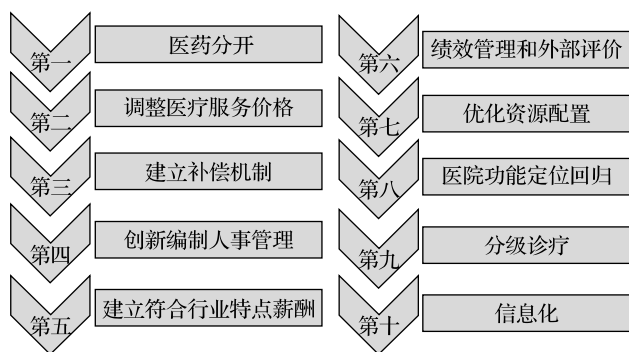 第一
医药分开
第二
调整医疗服务价格
第三
建立补偿机制
第四
创新编制人事管理
第五
建立符合行业特点薪酬
第六
绩效管理和外部评价
第七
优化资源配置
第八
医院功能定位回归
第九
分级诊疗
第十
信息化